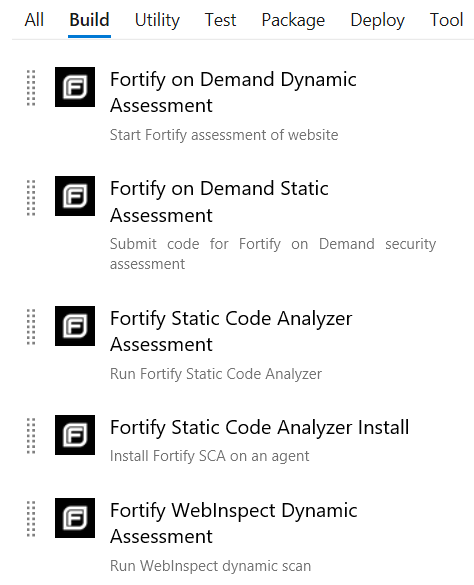 All Build Utility Test Package Deploy Tool
Fortify on Demand Dynamic
Assessment
Start Fortify assessment of website
Fortify on Demand Static
Assessment
Submit code for Fortify on Demand security
assessment
Fortify Static Code Analyzer
Assessment
Run Fortify Static Code Analyzer
Fortify Static Code Analyzer Install
Install Fortify SCA on an agent
Fortify WebInspect Dynamic
Assessment
Run WebInspect dynamic scan